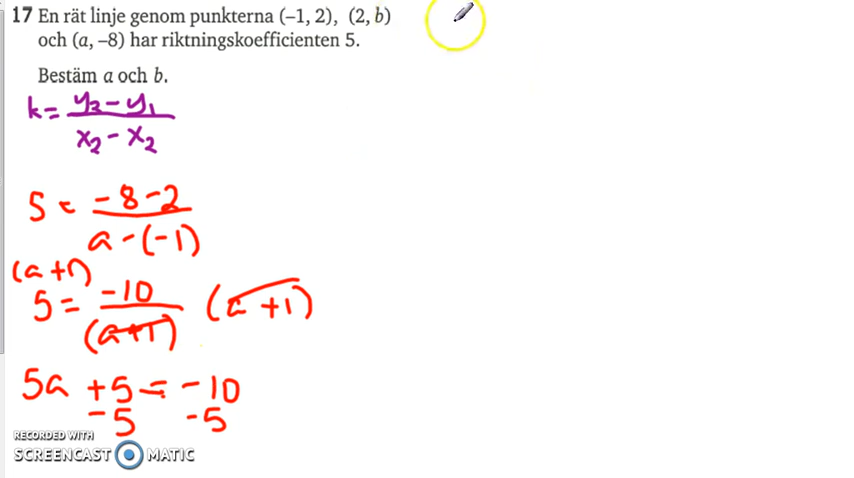 17 En rät linje genom punkterna (–1, 2), (2, b)
och (a, –8) har riktningskoefficienten 5.
Bestäm a och b.
k = y₂ – y₁
x₂ – x₂
5 = –8 – 2
a – (–1)
(a + 1)
5 = –10 (a + 1)
(a + 1)
5a + 5 = –10
–5 –5
RECORDED WITH
SCREENCAST MATIC